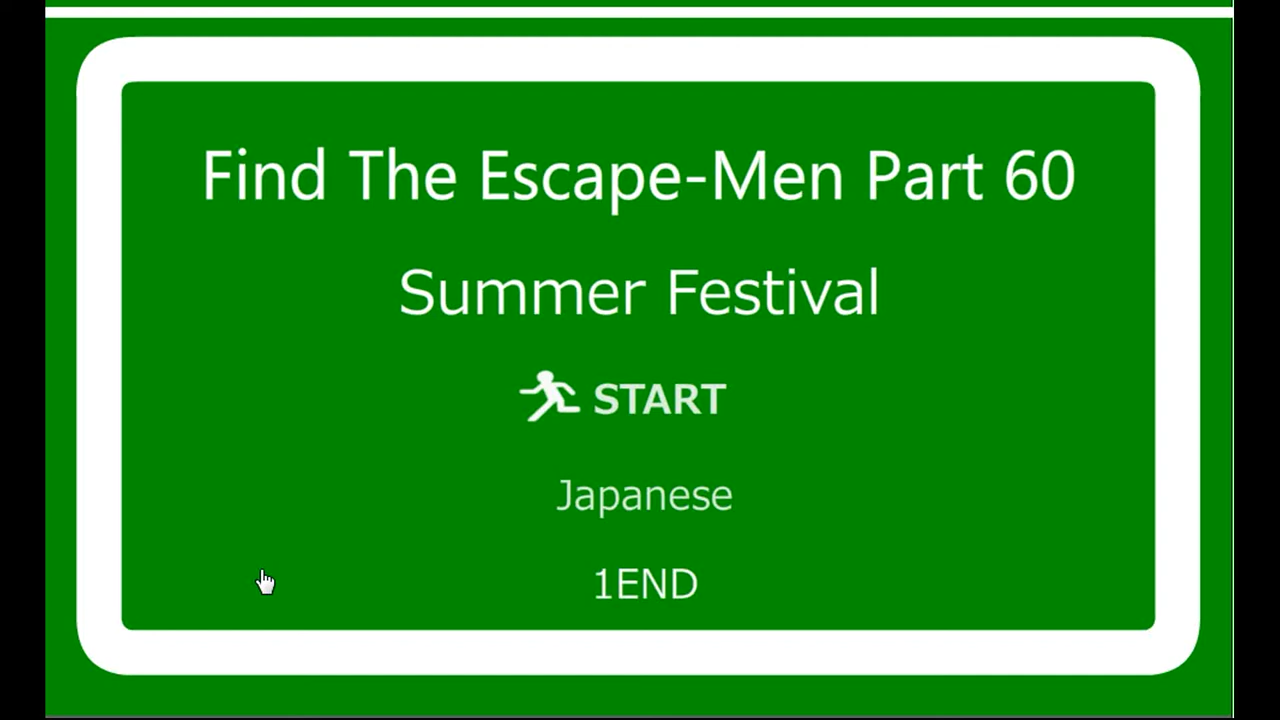 Find The Escape-Men Part 60
Summer Festival
START
Japanese
1END